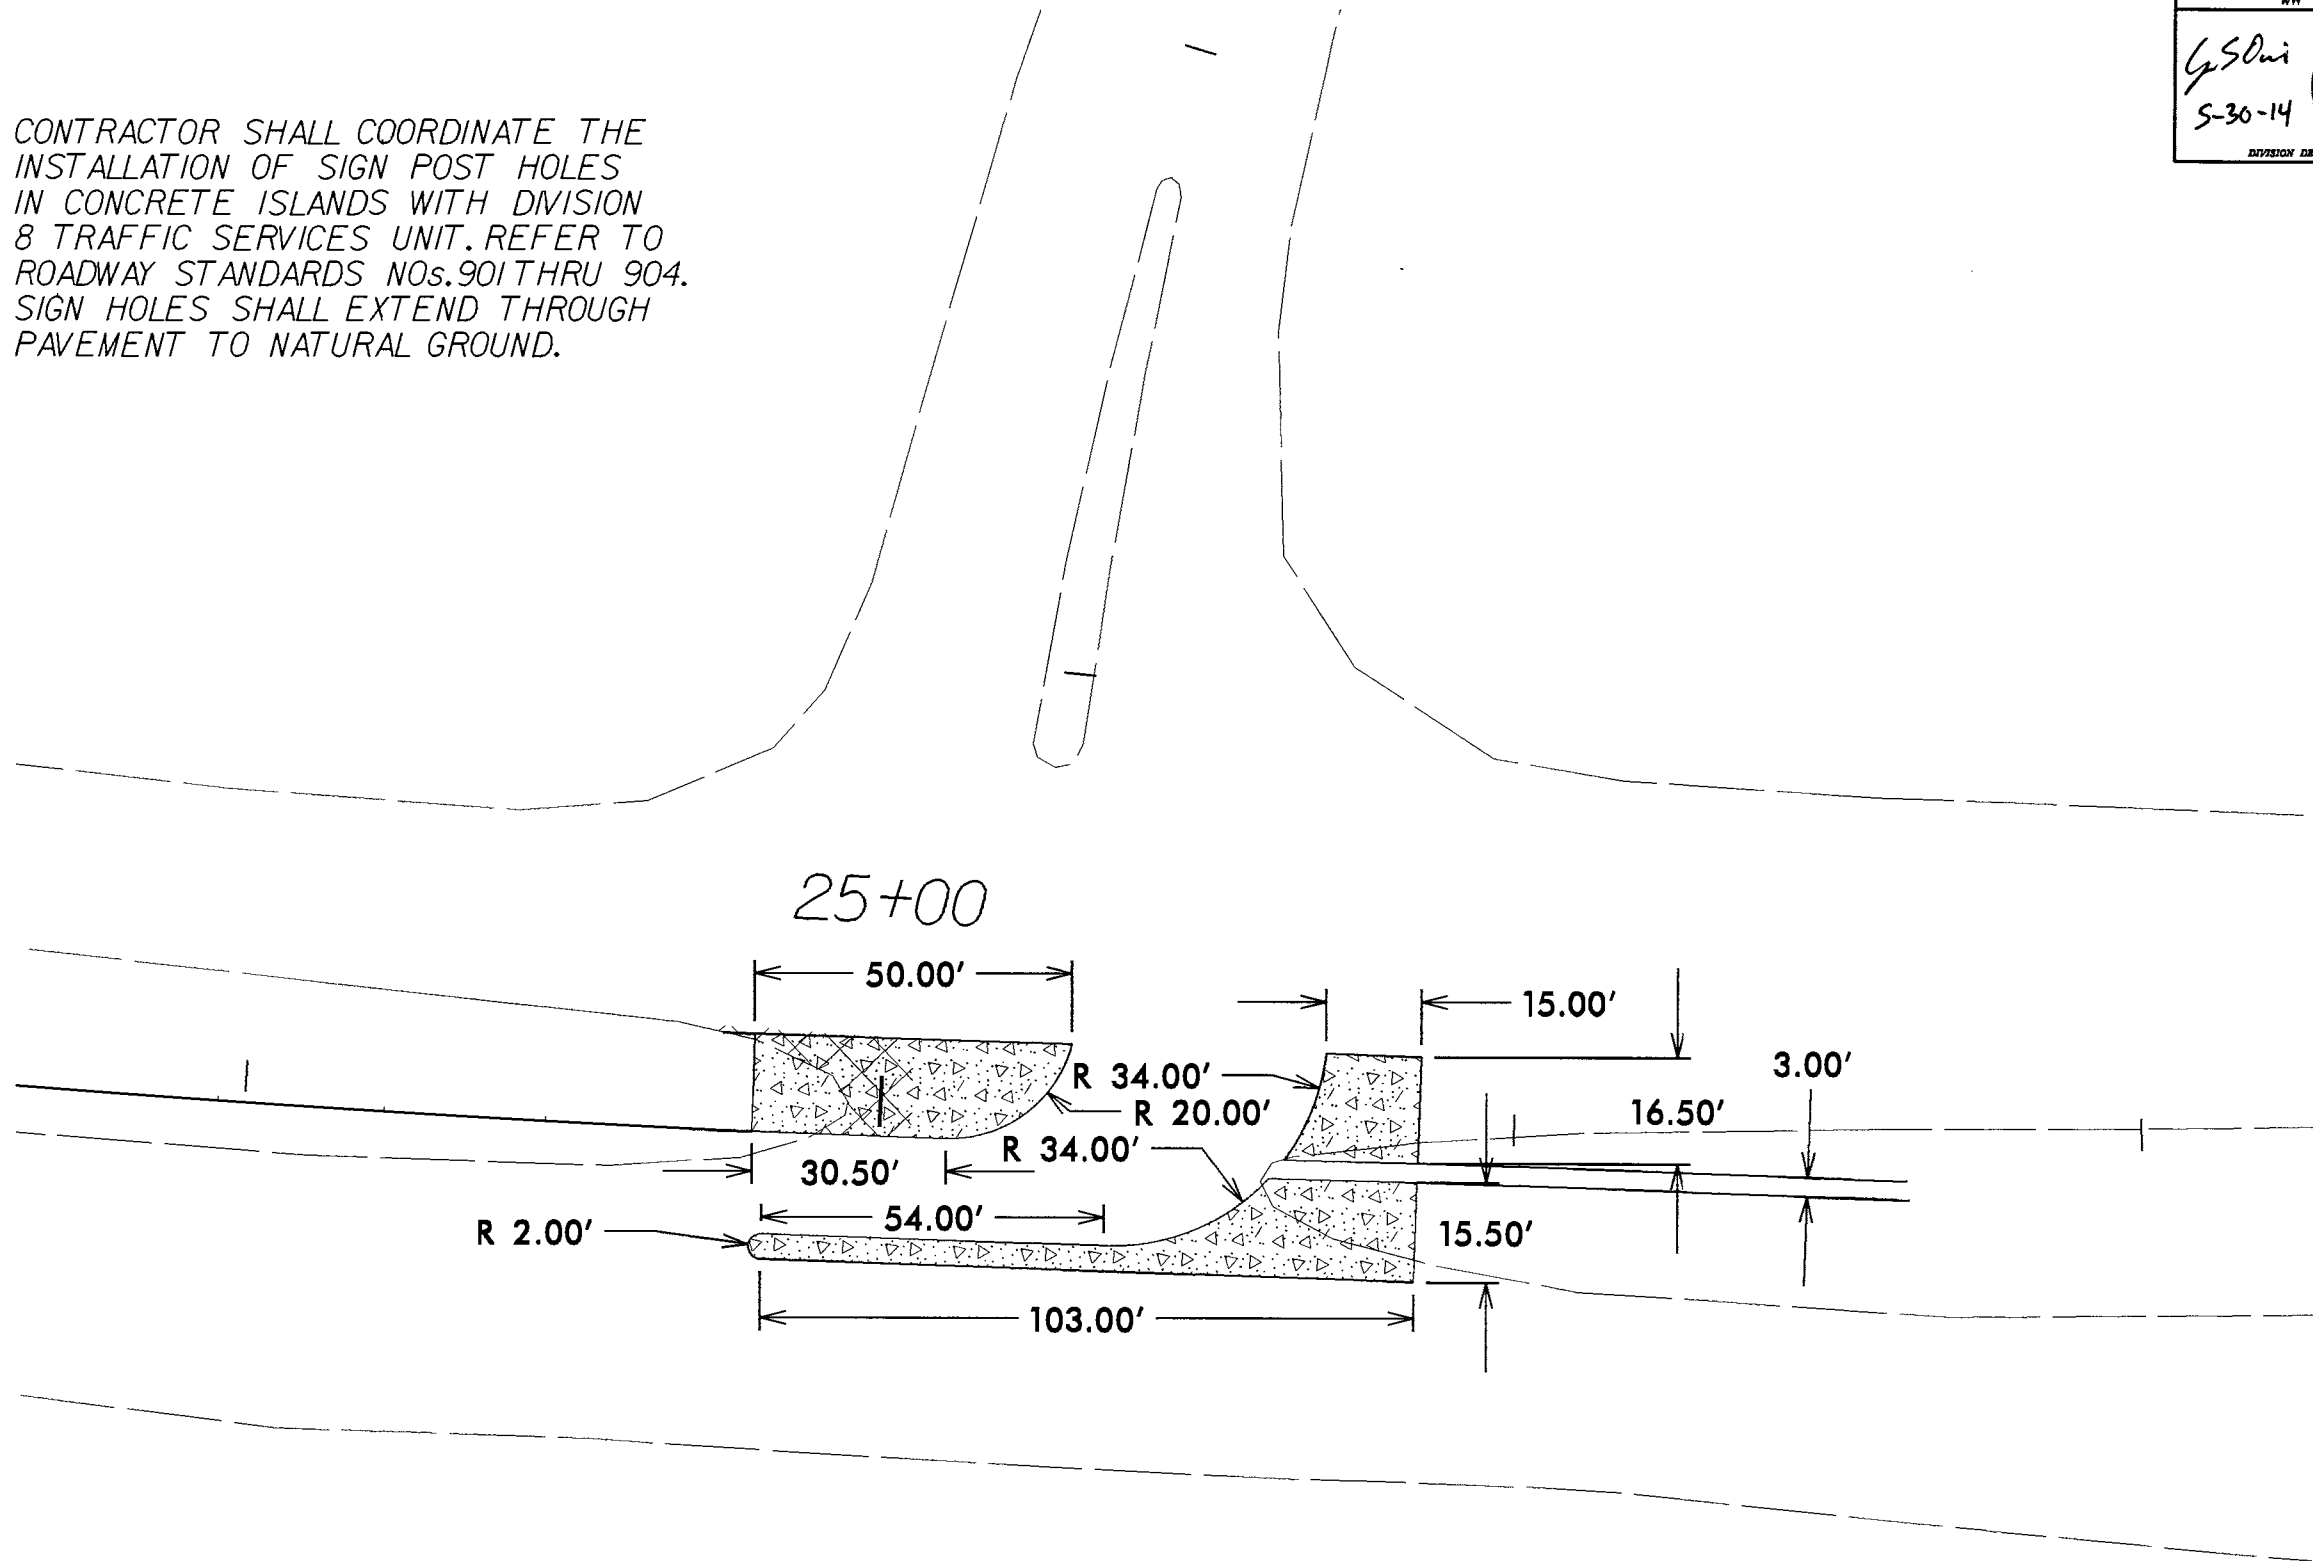 CONTRACTOR SHALL COORDINATE THE
INSTALLATION OF SIGN POST HOLES
IN CONCRETE ISLANDS WITH DIVISION
8 TRAFFIC SERVICES UNIT. REFER TO
ROADWAY STANDARDS NOs. 901 THRU 904.
SIGN HOLES SHALL EXTEND THROUGH
PAVEMENT TO NATURAL GROUND.
5-30-14
DIVISION
25+00
50.00'
15.00'
3.00'
R 34.00'
R 20.00'
16.50'
R 34.00'
30.50'
54.00'
R 2.00'
15.50'
103.00'